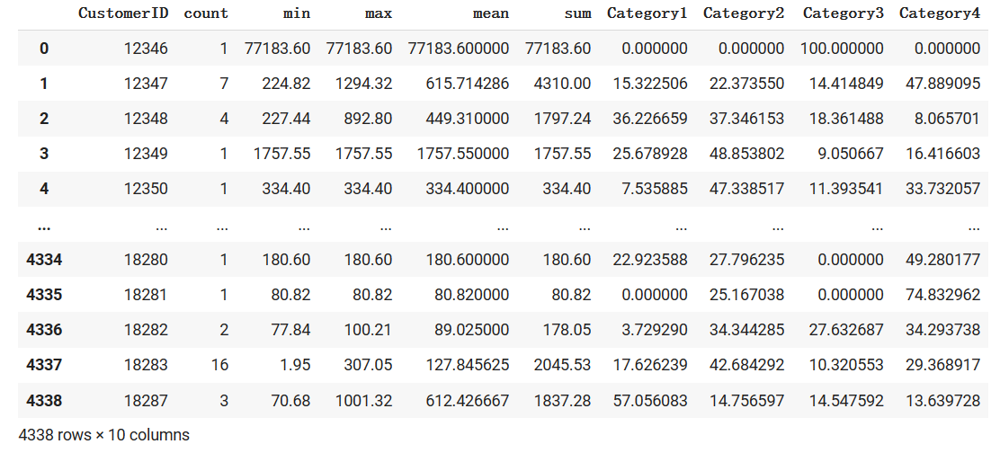 CustomerID count min max mean sum Category1 Category2 Category3 Category4
0 12346 1 77183.60 77183.60 77183.600000 77183.60 0.000000 0.000000 100.000000 0.000000
1 12347 7 224.82 1294.32 615.714286 4310.00 15.322506 22.373550 14.414849 47.889095
2 12348 4 227.44 892.80 449.310000 1797.24 36.226659 37.346153 18.361488 8.065701
3 12349 1 1757.55 1757.55 1757.550000 1757.55 25.678928 48.853802 9.050667 16.416603
4 12350 1 334.40 334.40 334.400000 334.40 7.535885 47.338517 11.393541 33.732057
... ... ... ... ... ... ... ... ... ... ...
4334 18280 1 180.60 180.60 180.600000 180.60 22.923588 27.796235 0.000000 49.280177
4335 18281 1 80.82 80.82 80.820000 80.82 0.000000 25.167038 0.000000 74.832962
4336 18282 2 77.84 100.21 89.025000 178.05 3.729290 34.344285 27.632687 34.293738
4337 18283 16 1.95 307.05 127.845625 2045.53 17.626239 42.684292 10.320553 29.368917
4338 18287 3 70.68 1001.32 612.426667 1837.28 57.056083 14.756597 14.547592 13.639728
4338 rows × 10 columns